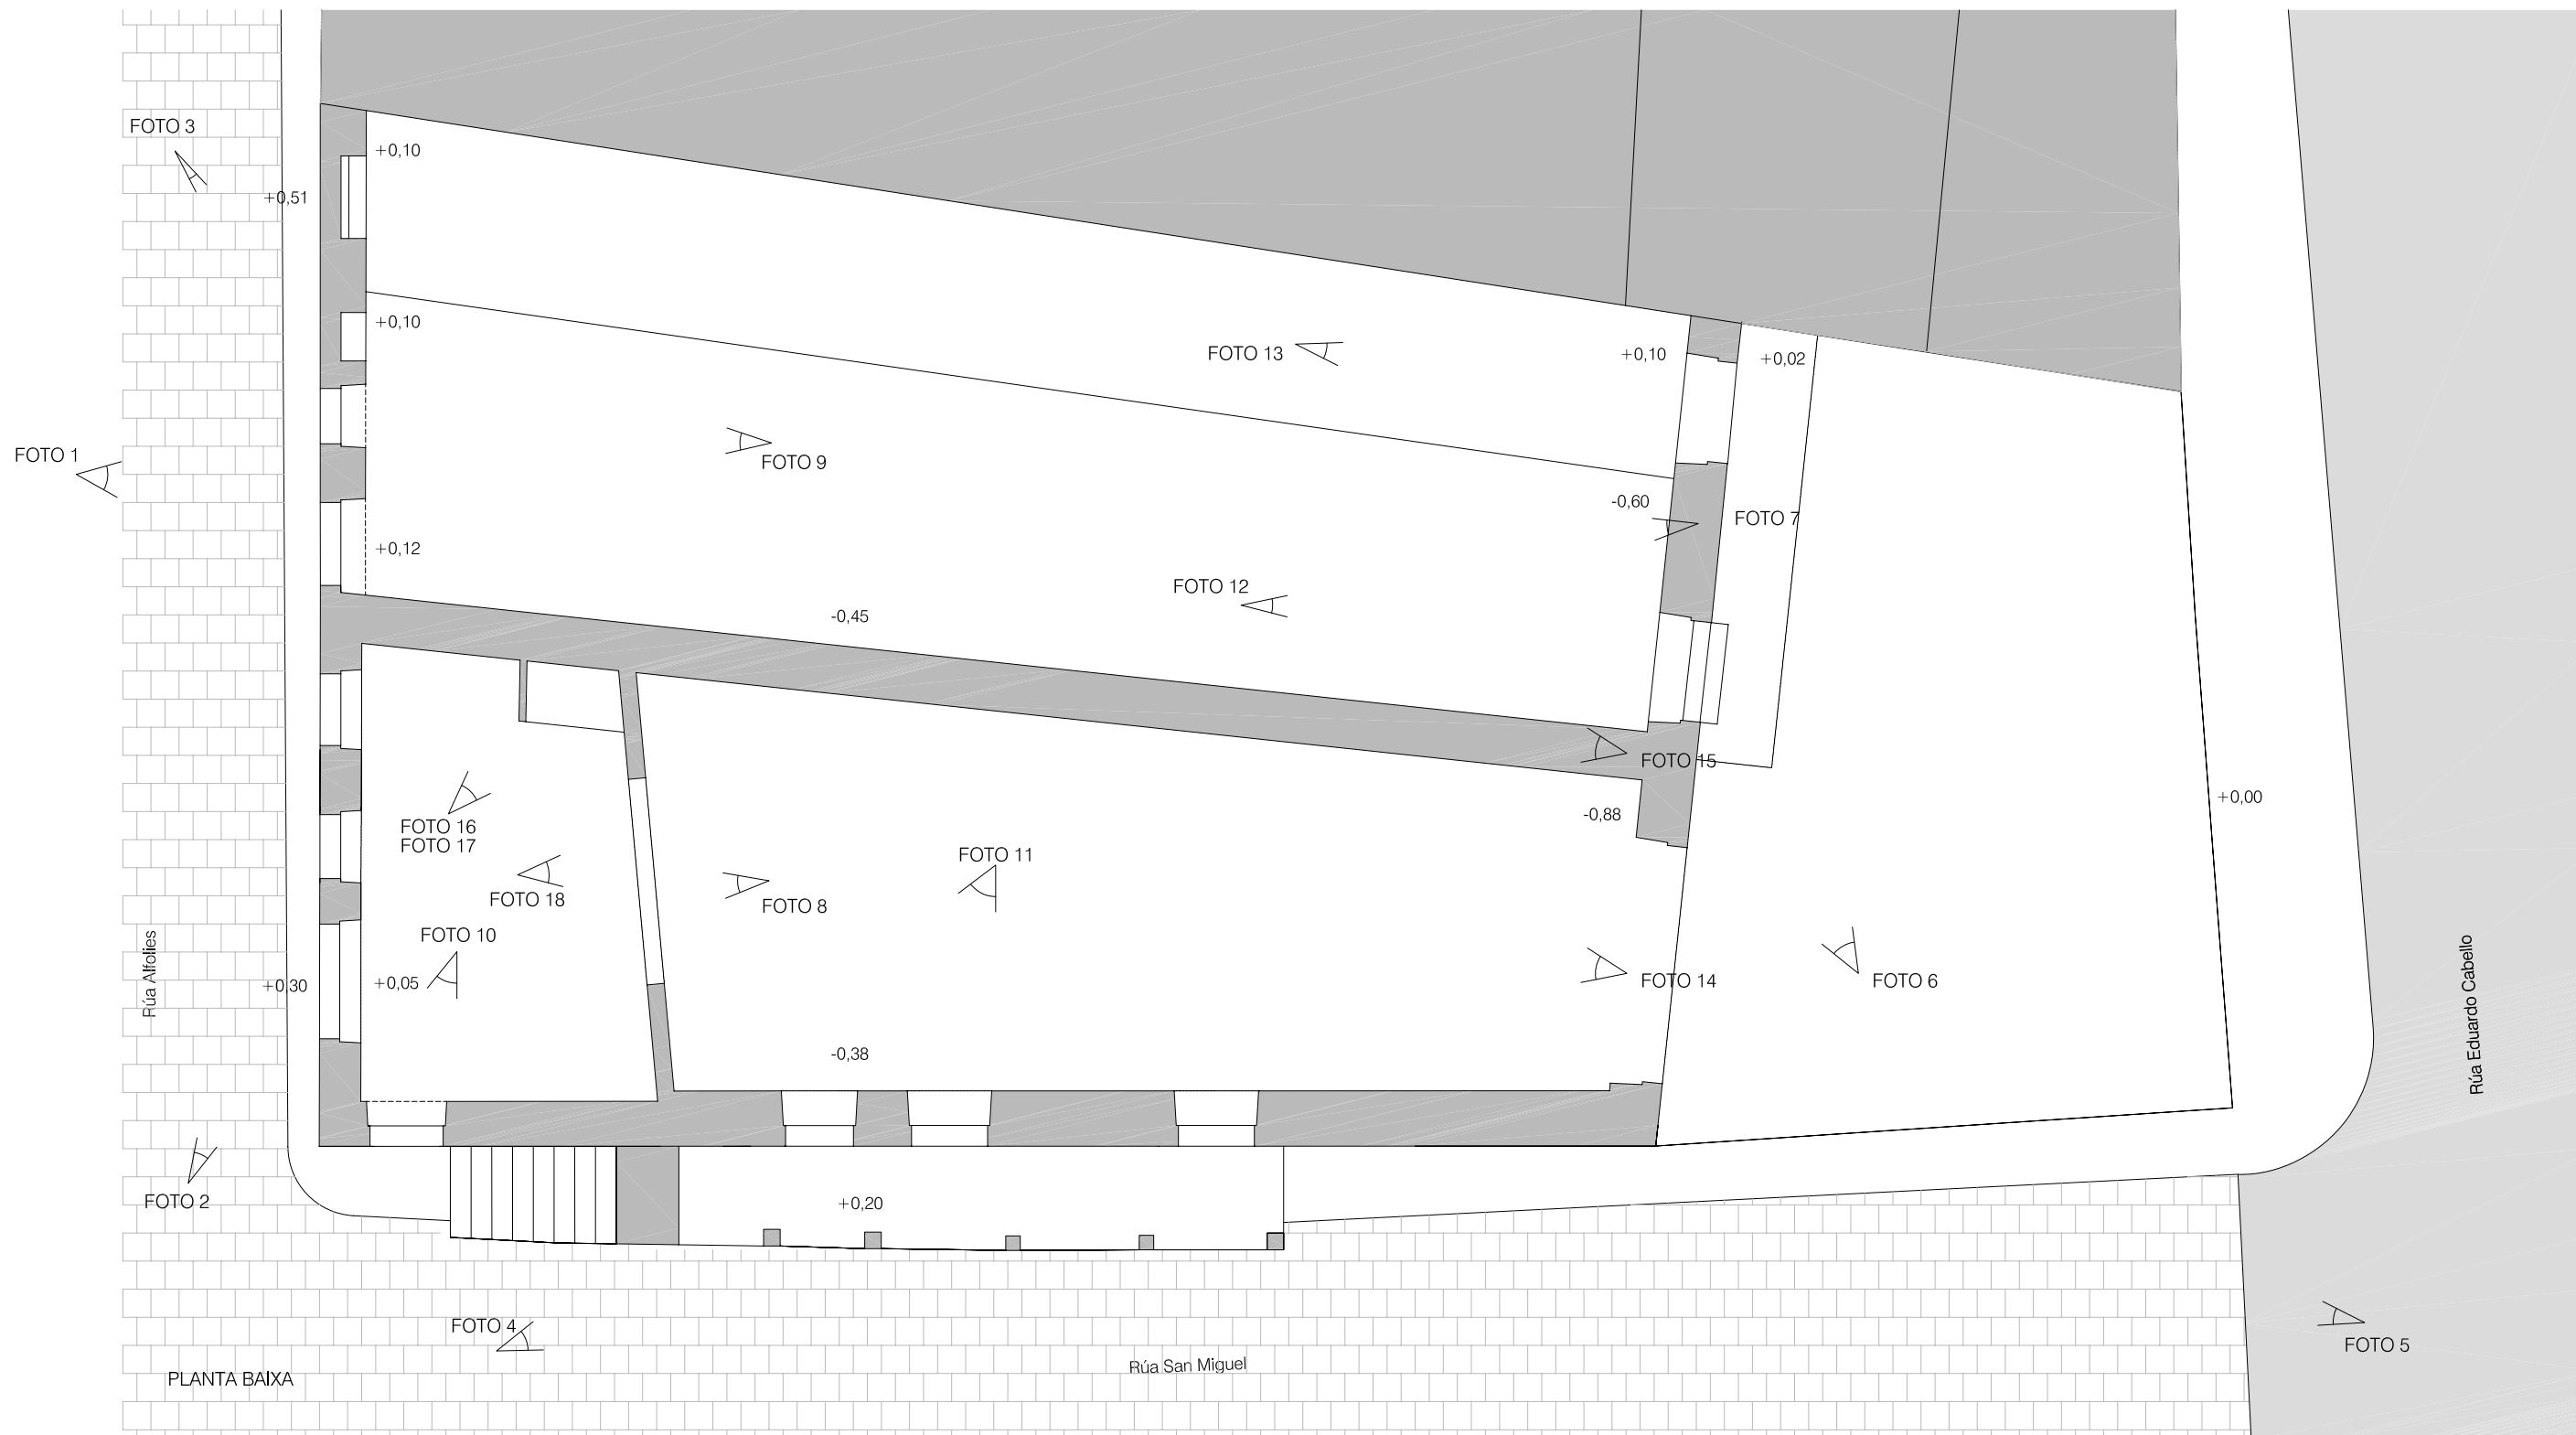 FOTO 3
+0,10
+0,51
+0,10
FOTO 13
+0,10
+0,02
FOTO 1
FOTO 9
-0,60
FOTO 7
+0,12
FOTO 12
-0,45
FOTO 15
+0,00
-0,88
FOTO 16
FOTO 17
FOTO 11
FOTO 18
FOTO 8
FOTO 10
Rúa Alfolíes
+0,30
+0,05
FOTO 14
FOTO 6
Rúa Eduardo Cabello
-0,38
FOTO 2
+0,20
FOTO 4
FOTO 5
Rúa San Miguel
PLANTA BAIXA